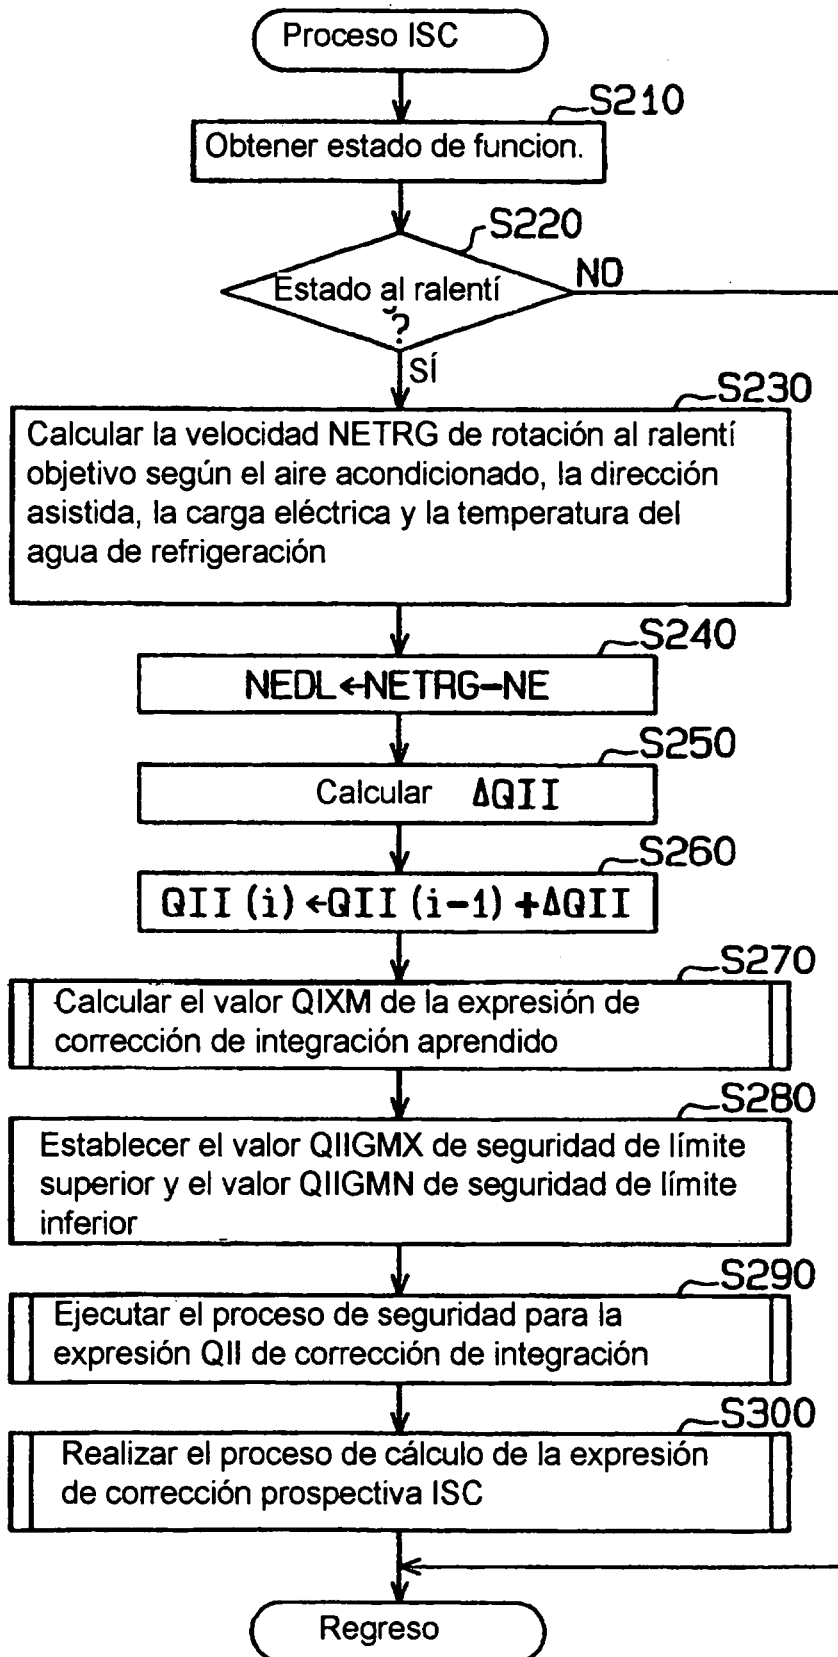 Proceso ISC
S210
Obtener estado de funcion.
S220
Estado al ralentí
?
NO
SÍ
S230
Calcular la velocidad NETRG de rotación al ralentí
objetivo según el aire acondicionado, la dirección
asistida, la carga eléctrica y la temperatura del
agua de refrigeración
S240
NEDL←NETRG−NE
S250
Calcular ΔQII
S260
QII (i) ←QII (i−1) +ΔQII
S270
Calcular el valor QIXM de la expresión de
corrección de integración aprendido
S280
Establecer el valor QIIGMX de seguridad de límite
superior y el valor QIIGMN de seguridad de límite
inferior
S290
Ejecutar el proceso de seguridad para la
expresión QII de corrección de integración
S300
Realizar el proceso de cálculo de la expresión
de corrección prospectiva ISC
Regreso